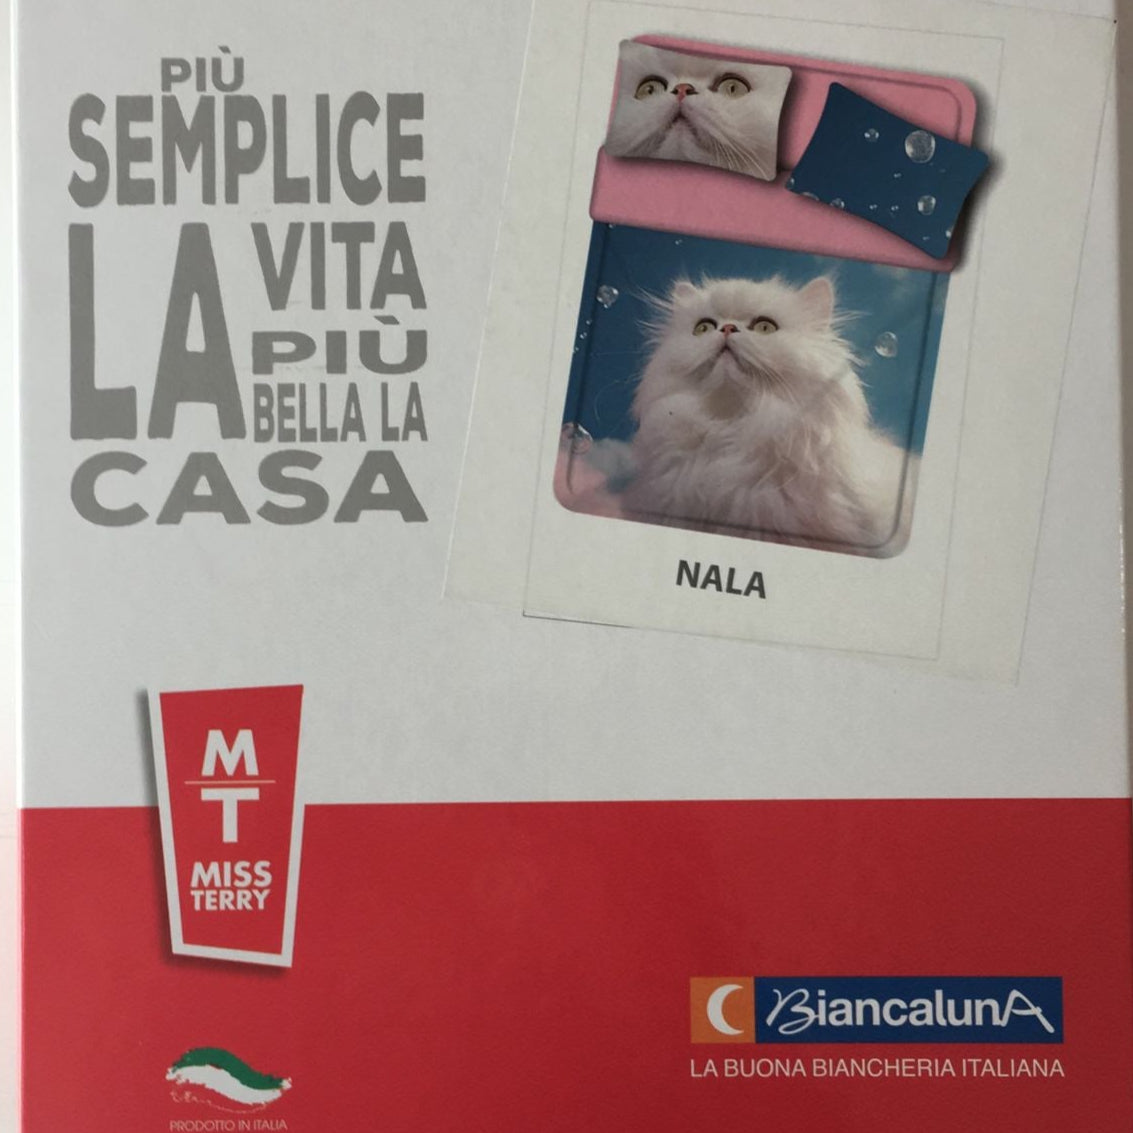 PIÙ
SEMPLICE
LA VITA
PIÙ
BELLA LA
CASA
NALA
M
T
MISS
TERRY
BiancalunA
LA BUONA BIANCHERIA ITALIANA
PRODOTTO IN ITALIA